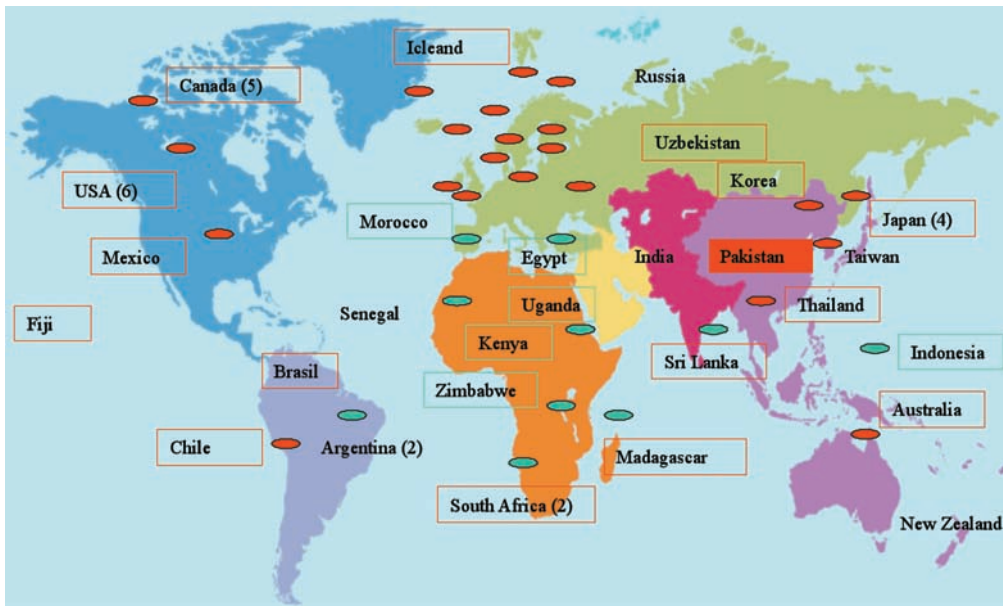 Icleand
Canada (5)
Russia
Uzbekistan
Korea
USA (6)
Morocco
Japan (4)
Mexico
Egypt
India
Pakistan
Taiwan
Senegal
Uganda
Thailand
Fiji
Kenya
Sri Lanka
Indonesia
Brasil
Zimbabwe
Australia
Chile
Argentina (2)
Madagascar
South Africa (2)
New Zealand